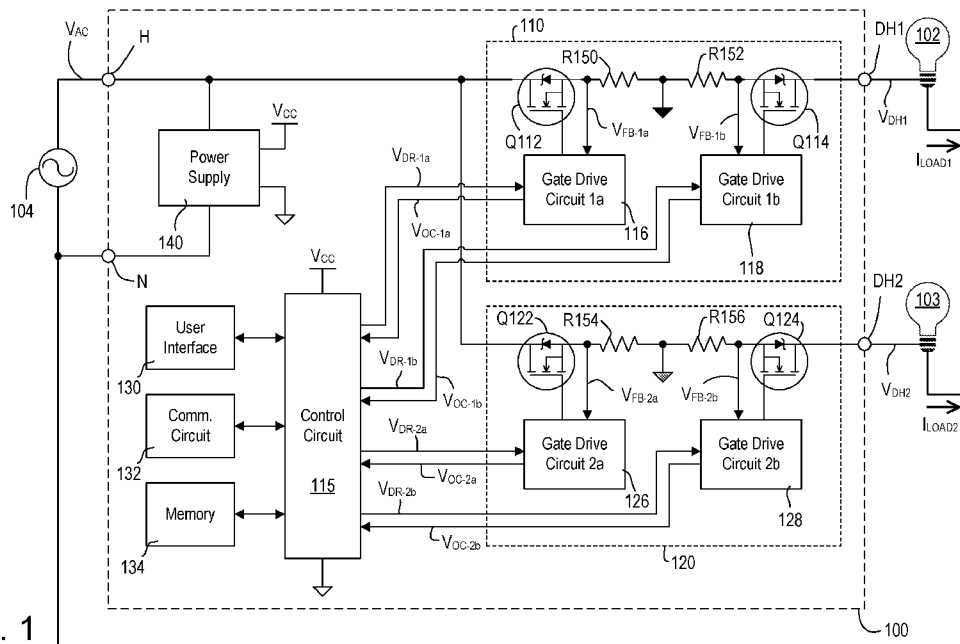 110
V_AC
H
R150
R152
DH1
102
V_CC
Q112
V_FB-1a
V_FB-1b
Q114
V_DH1
I_LOAD1
Power
Supply
140
V_DR-1a
Gate Drive
Circuit 1a
Gate Drive
Circuit 1b
104
V_OC-1a
116
118
N
V_CC
DH2
103
Q122
R154
R156
Q124
User
Interface
130
V_DR-1b
V_FB-2a
V_FB-2b
V_DH2
V_OC-1b
I_LOAD2
Comm.
Circuit
132
Control
Circuit
115
V_DR-2a
Gate Drive
Circuit 2a
Gate Drive
Circuit 2b
V_OC-2a
126
128
Memory
134
V_DR-2b
V_OC-2b
120
100
. 1